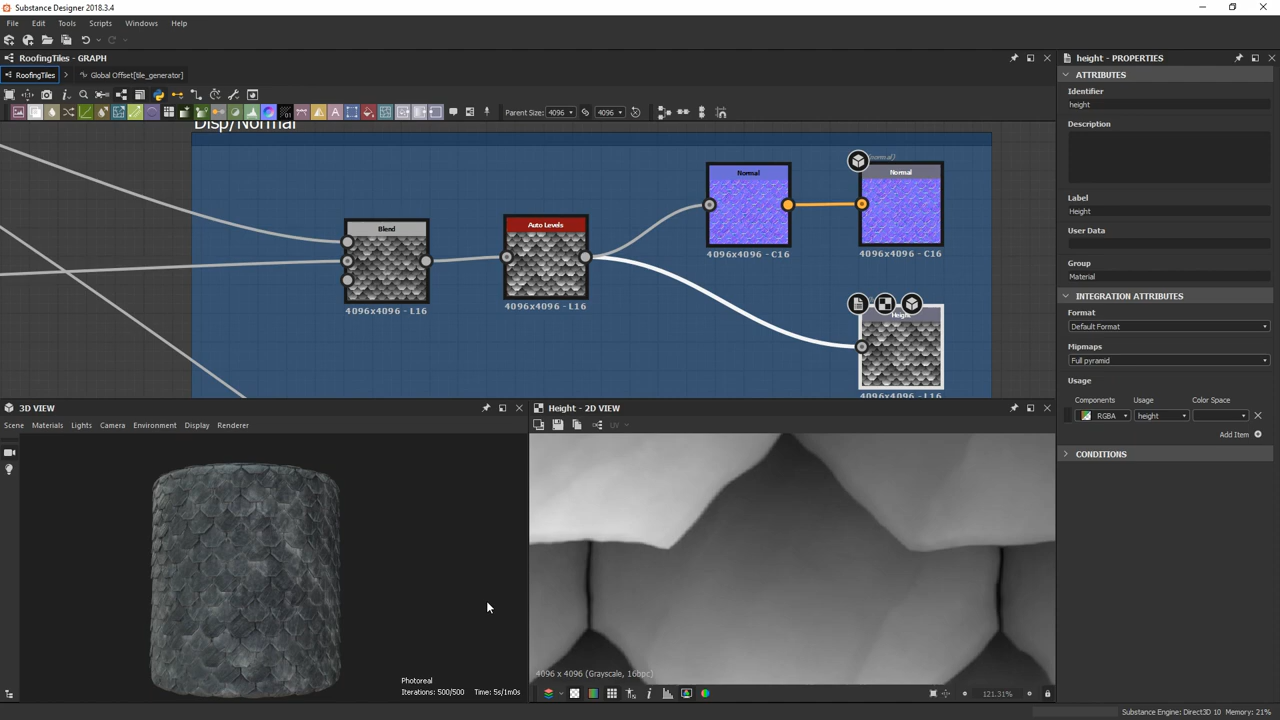 Substance Designer 2018.3.4
File Edit Tools Scripts Windows Help
RoofingTiles - GRAPH
RoofingTiles Global Offset[tile_generator]
Parent Size: 4096 4096
Disp/Normal
Blend
4096x4096 - L16
Auto Levels
4096x4096 - L16
Normal
4096x4096 - C16
Normal
4096x4096 - C16
Height
4096x4096 - L16
height - PROPERTIES
ATTRIBUTES
Identifier
height
Description
Label
Height
User Data
Group
Material
INTEGRATION ATTRIBUTES
Format
Default Format
Mipmaps
Full pyramid
Usage
Components Usage Color Space
RGBA height
Add Item
CONDITIONS
3D VIEW
Scene Materials Lights Camera Environment Display Renderer
Photoreal
Iterations: 500/500 Time: 5s/1m0s
Height - 2D VIEW
UV
4096 x 4096 (Grayscale, 16bpc)
121.31%
Substance Engine: Direct3D 10 Memory: 21%